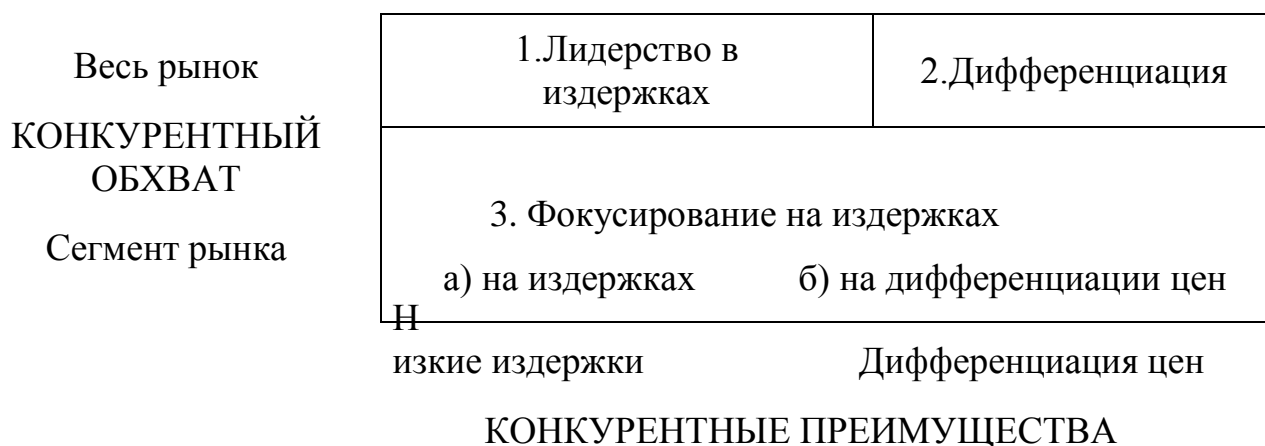 Весь рынок
КОНКУРЕНТНЫЙ
ОБХВАТ
Сегмент рынка
1.Лидерство в
издержках
2.Дифференциация
3. Фокусирование на издержках
а) на издержках б) на дифференциации цен
Н
изкие издержки Дифференциация цен
КОНКУРЕНТНЫЕ ПРЕИМУЩЕСТВА